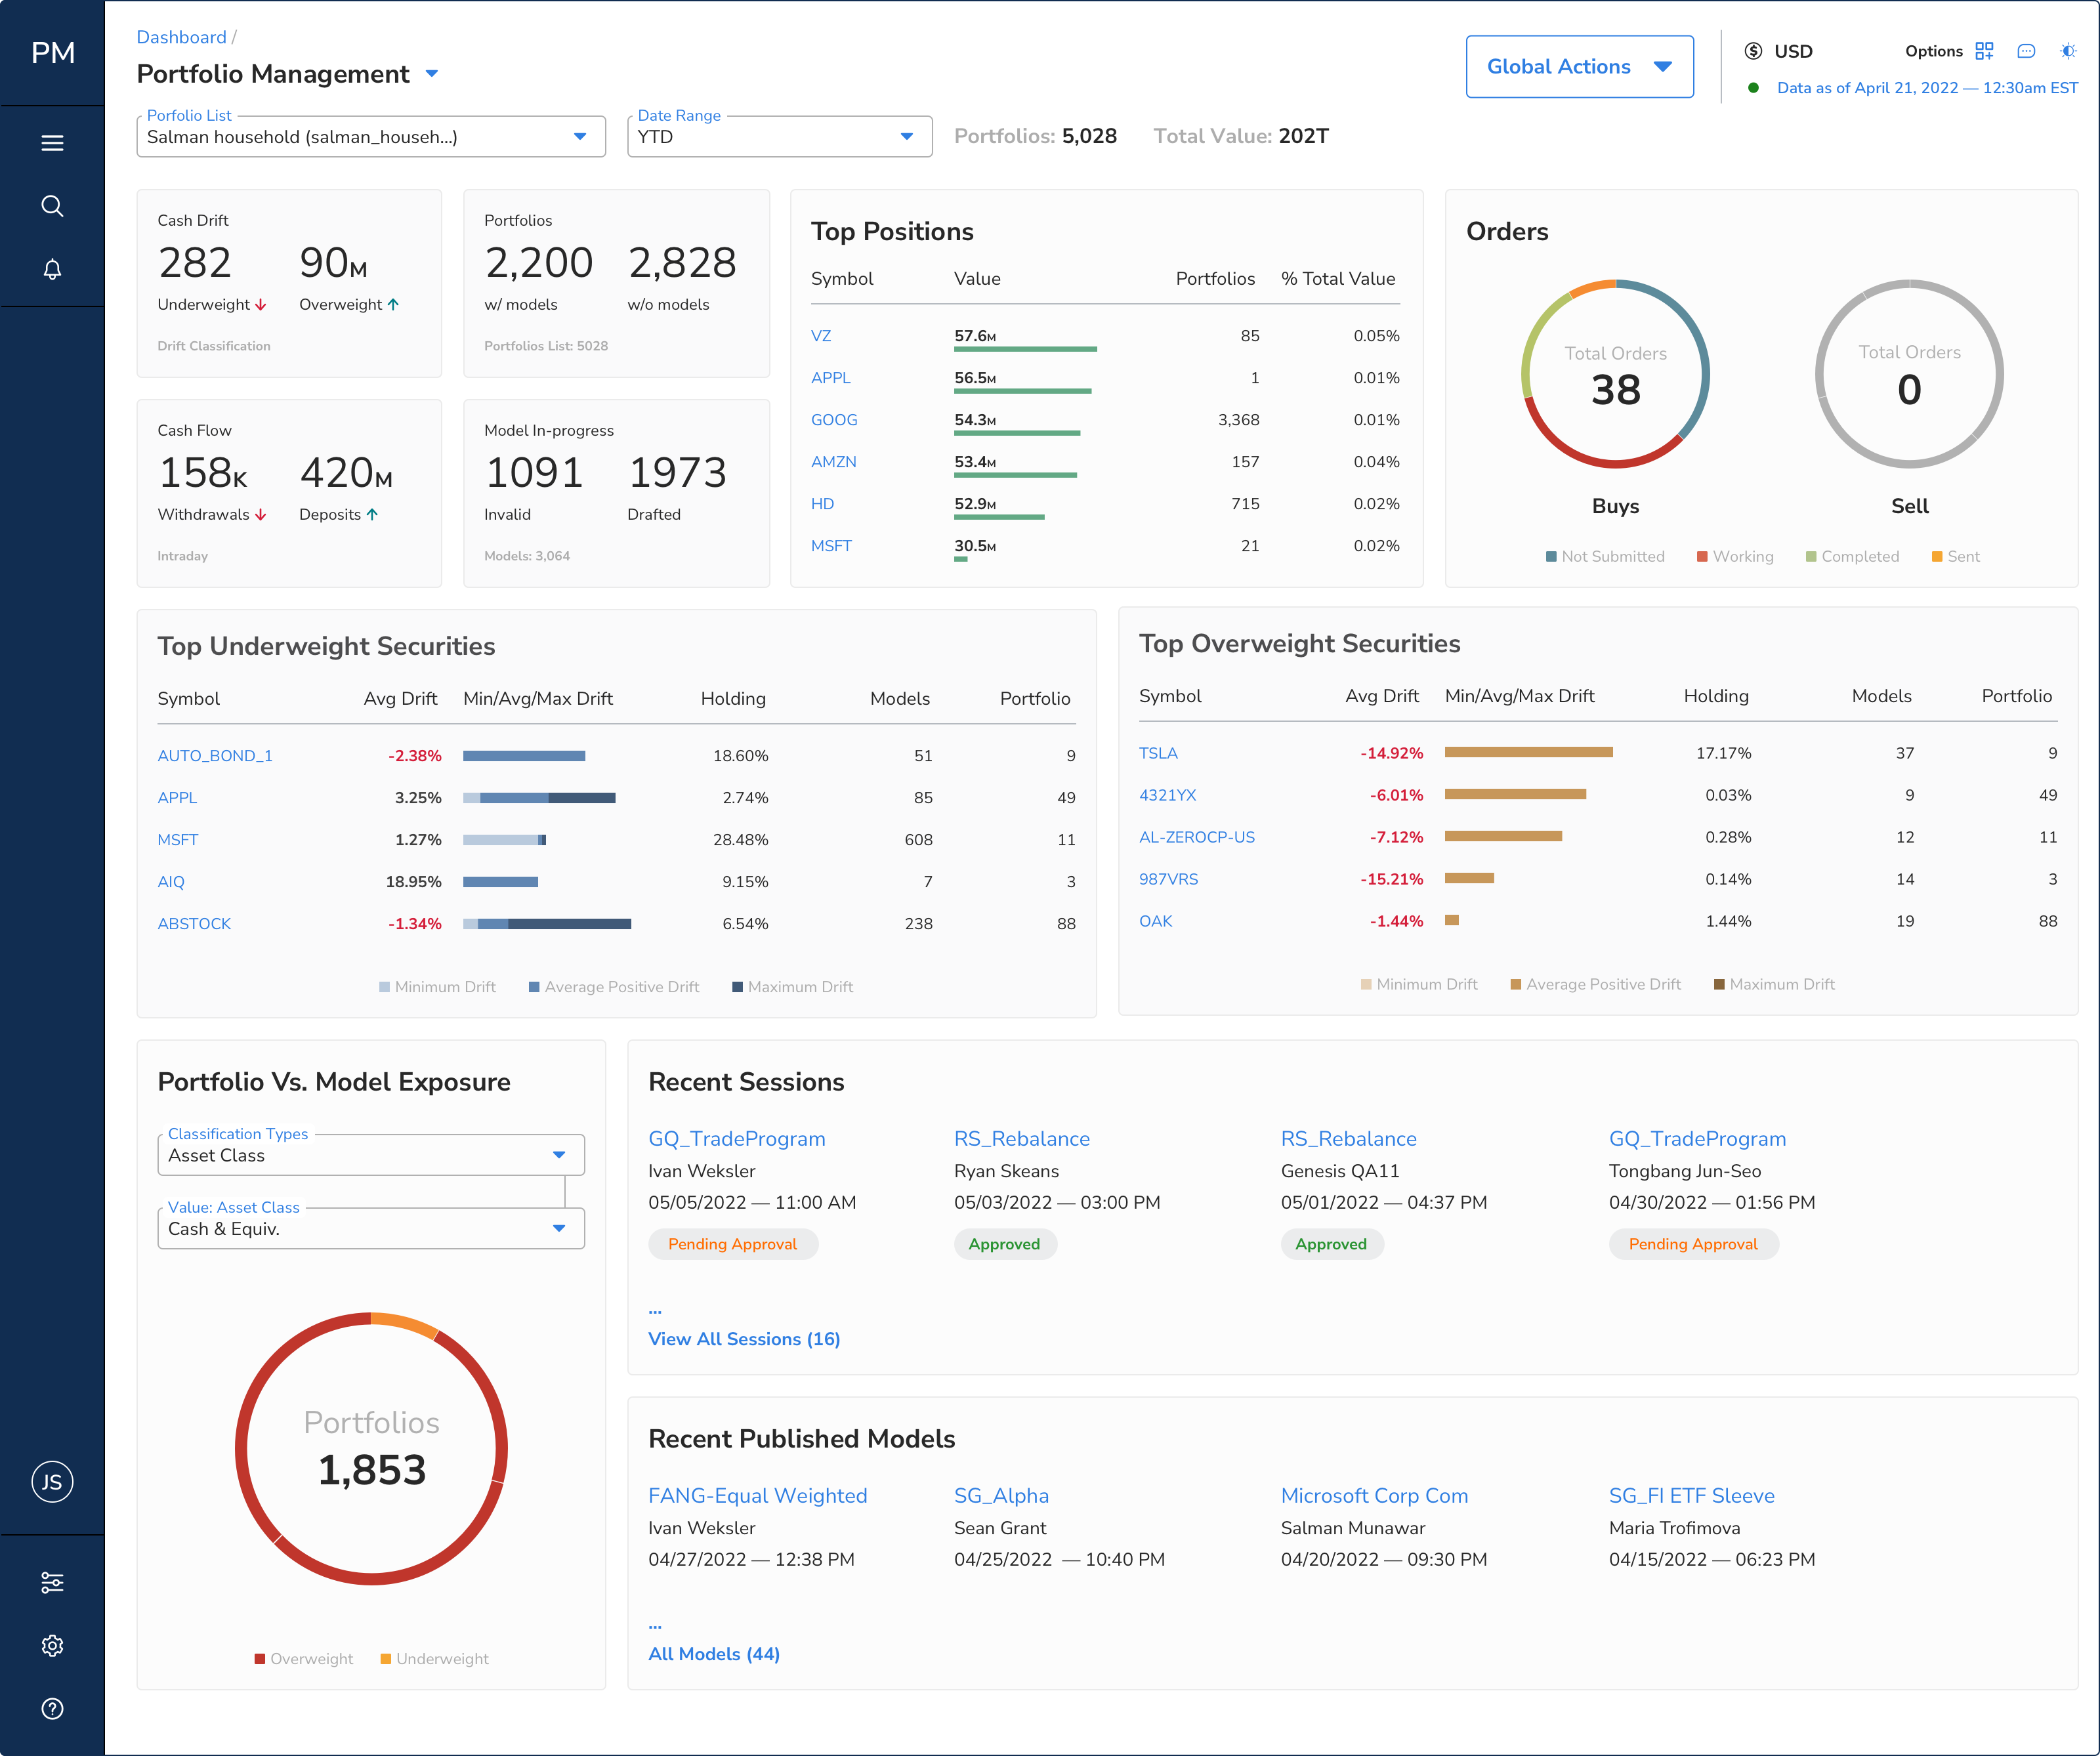 PM
Dashboard /
Portfolio Management
Global Actions
USD
Options
Data as of April 21, 2022 — 12:30am EST
Porfolio List
Salman household (salman_househ...)
Date Range
YTD
Portfolios: 5,028
Total Value: 202T
Cash Drift
282 90M
Underweight Overweight
Drift Classification
Portfolios
2,200 2,828
w/ models w/o models
Portfolios List: 5028
Cash Flow
158K 420M
Withdrawals Deposits
Intraday
Model In-progress
1091 1973
Invalid Drafted
Models: 3,064
Top Positions
Symbol Value Portfolios % Total Value
VZ 57.6M 85 0.05%
APPL 56.5M 1 0.01%
GOOG 54.3M 3,368 0.01%
AMZN 53.4M 157 0.04%
HD 52.9M 715 0.02%
MSFT 30.5M 21 0.02%
Orders
Total Orders
38
Buys
Total Orders
0
Sell
Not Submitted Working Completed Sent
Top Underweight Securities
Symbol Avg Drift Min/Avg/Max Drift Holding Models Portfolio
AUTO_BOND_1 -2.38% 18.60% 51 9
APPL 3.25% 2.74% 85 49
MSFT 1.27% 28.48% 608 11
AIQ 18.95% 9.15% 7 3
ABSTOCK -1.34% 6.54% 238 88
Minimum Drift Average Positive Drift Maximum Drift
Top Overweight Securities
Symbol Avg Drift Min/Avg/Max Drift Holding Models Portfolio
TSLA -14.92% 17.17% 37 9
4321YX -6.01% 0.03% 9 49
AL-ZEROCP-US -7.12% 0.28% 12 11
987VRS -15.21% 0.14% 14 3
OAK -1.44% 1.44% 19 88
Minimum Drift Average Positive Drift Maximum Drift
Portfolio Vs. Model Exposure
Classification Types
Asset Class
Value: Asset Class
Cash & Equiv.
Portfolios
1,853
Overweight Underweight
Recent Sessions
GQ_TradeProgram RS_Rebalance RS_Rebalance GQ_TradeProgram
Ivan Weksler Ryan Skeans Genesis QA11 Tongbang Jun-Seo
05/05/2022 — 11:00 AM 05/03/2022 — 03:00 PM 05/01/2022 — 04:37 PM 04/30/2022 — 01:56 PM
Pending Approval Approved Approved Pending Approval
...
View All Sessions (16)
Recent Published Models
FANG-Equal Weighted SG_Alpha Microsoft Corp Com SG_FI ETF Sleeve
Ivan Weksler Sean Grant Salman Munawar Maria Trofimova
04/27/2022 — 12:38 PM 04/25/2022 — 10:40 PM 04/20/2022 — 09:30 PM 04/15/2022 — 06:23 PM
...
All Models (44)
JS